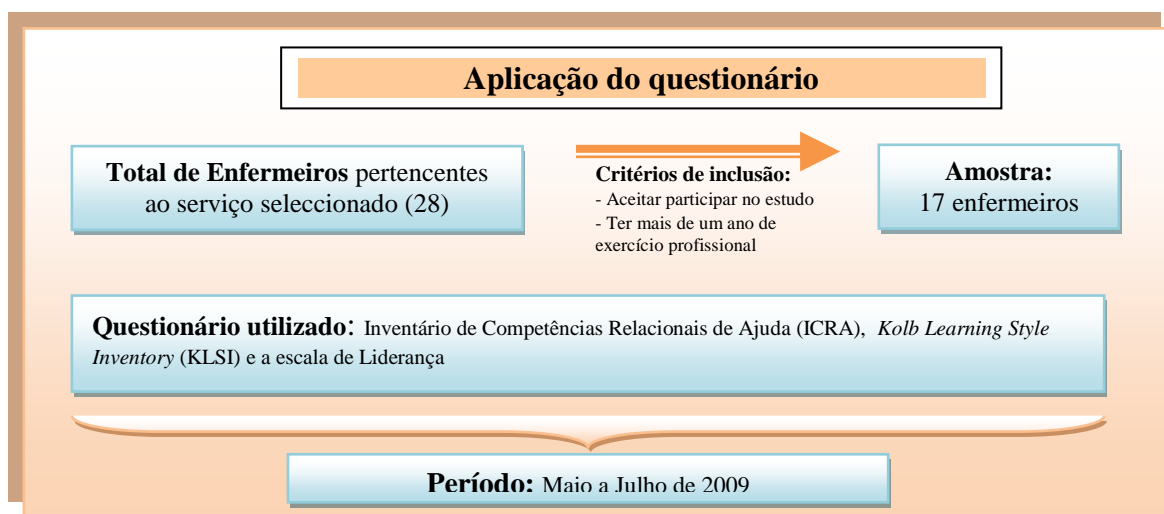 Aplicação do questionário
Total de Enfermeiros pertencentes
ao serviço seleccionado (28)
Critérios de inclusão:
- Aceitar participar no estudo
- Ter mais de um ano de
exercício profissional
Amostra:
17 enfermeiros
Questionário utilizado: Inventário de Competências Relacionais de Ajuda (ICRA), Kolb Learning Style
Inventory (KLSI) e a escala de Liderança
Período: Maio a Julho de 2009